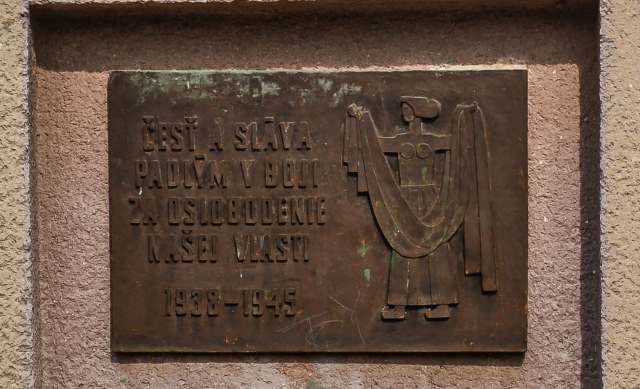 ČESŤ A SLÁVA
PADLÝM V BOJI
ZA OSLOBODENIE
NAŠEJ VLASTI
1938-1945